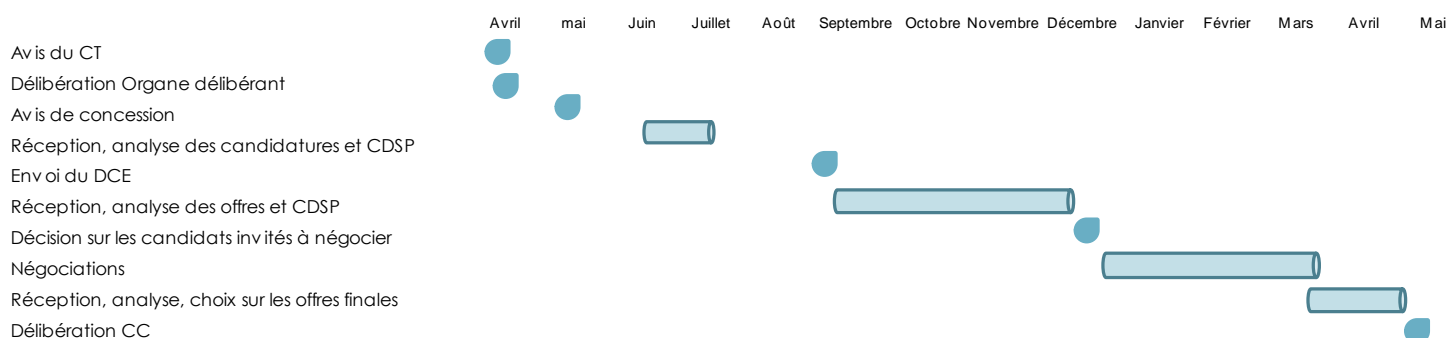 Avril mai Juin Juillet Août Septembre Octobre Novembre Décembre Janvier Février Mars Avril Mai
Avis du CT
Délibération Organe délibérant
Avis de concession
Réception, analyse des candidatures et CDSP
Envoi du DCE
Réception, analyse des offres et CDSP
Décision sur les candidats invités à négocier
Négociations
Réception, analyse, choix sur les offres finales
Délibération CC